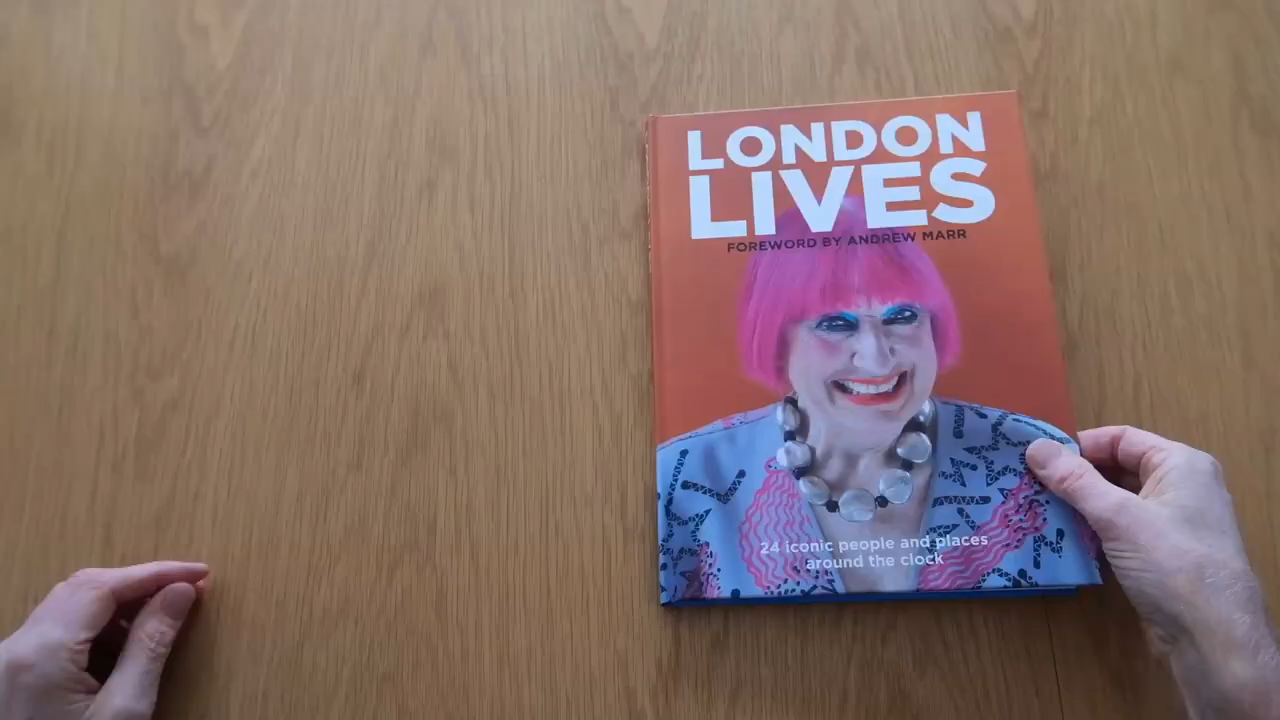 LONDON
LIVES
FOREWORD BY ANDREW MARR
24 iconic people and places
around the clock